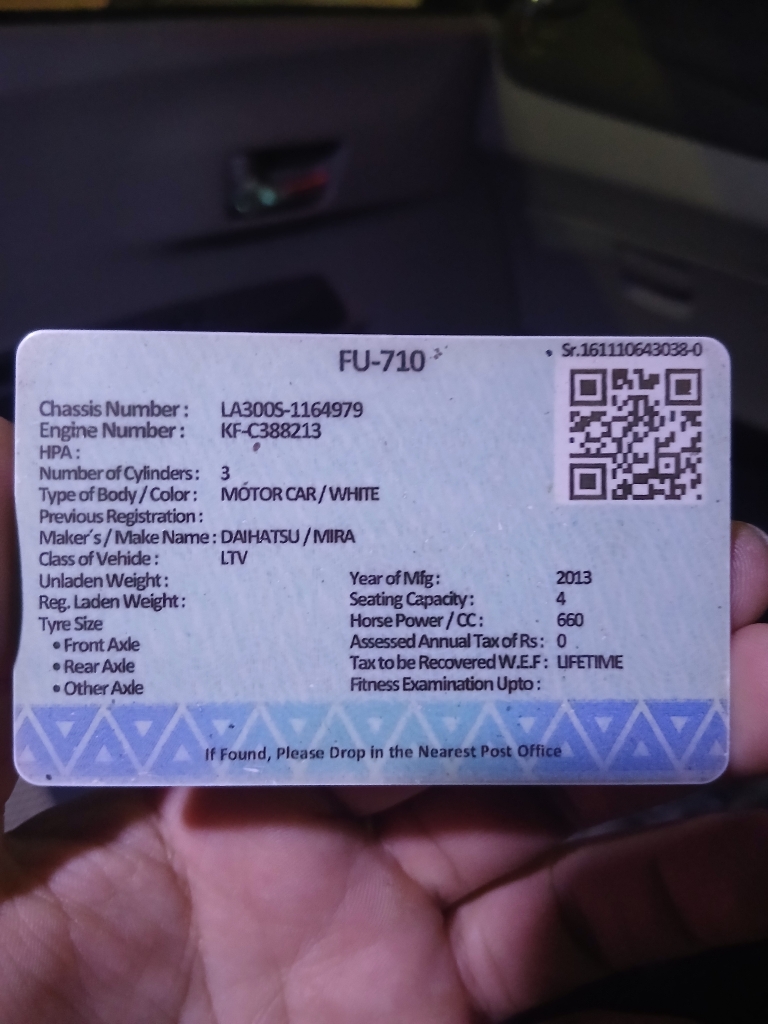 FU-710
Sr.161110643038-0
Chassis Number : LA300S-1164979
Engine Number : KF-C388213
HPA :
Number of Cylinders : 3
Type of Body / Color : MOTOR CAR / WHITE
Previous Registration :
Maker's / Make Name : DAIHATSU / MIRA
Class of Vehide : LTV
Unladen Weight :
Reg. Laden Weight :
Tyre Size
• Front Axle
• Rear Axle
• Other Axle
Year of Mfg : 2013
Seating Capacity : 4
Horse Power / CC : 660
Assessed Annual Tax of Rs : 0
Tax to be Recovered W.E.F : LIFETIME
Fitness Examination Upto :
If Found, Please Drop in the Nearest Post Office